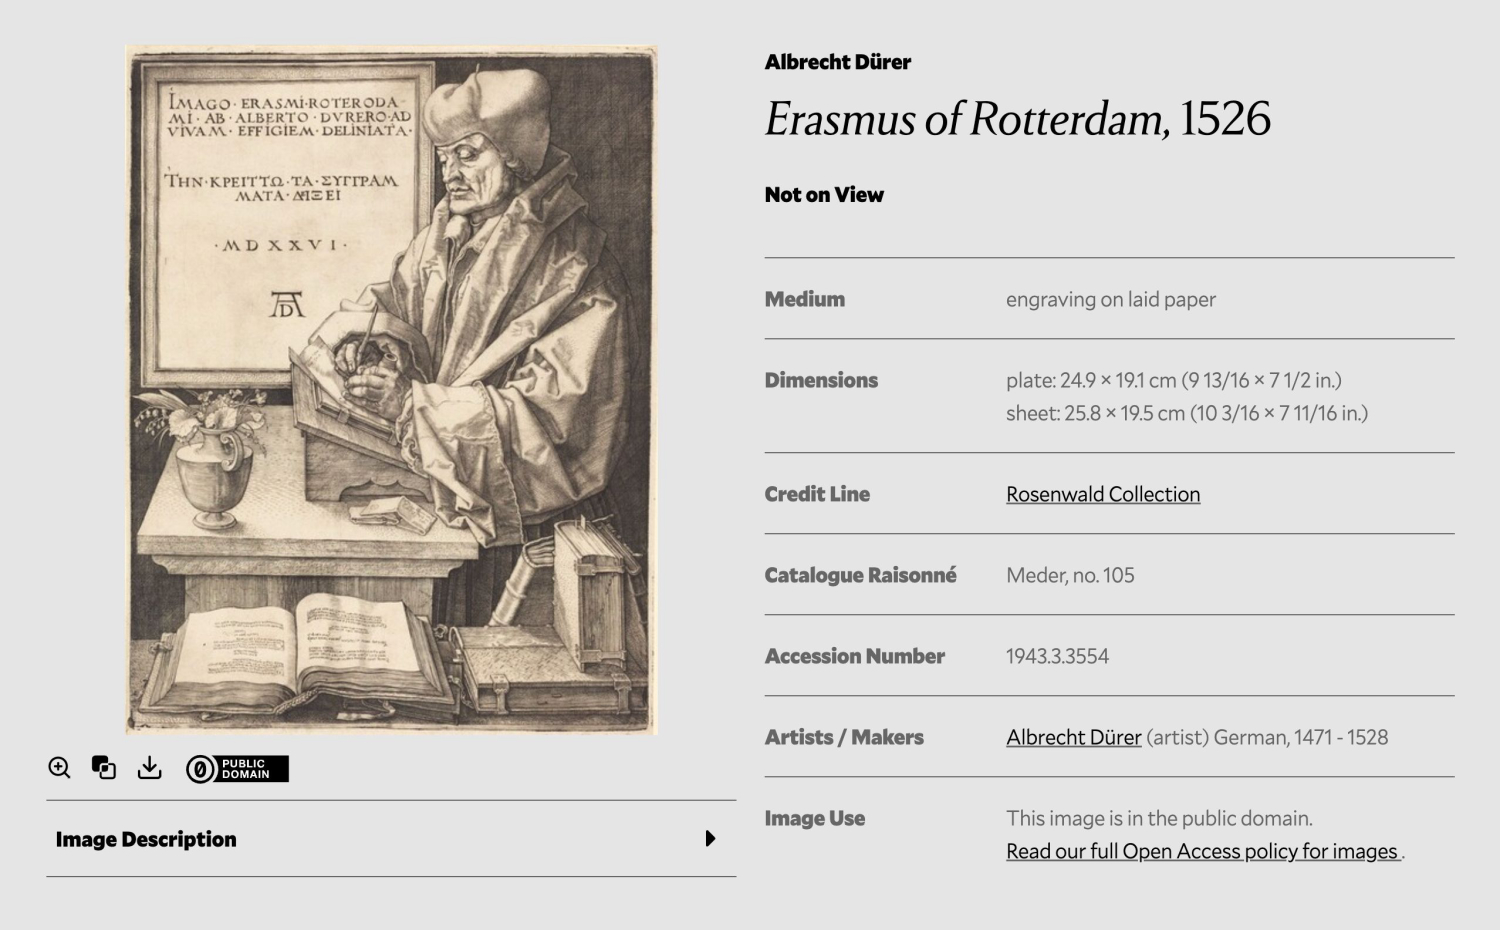 IMAGO · ERASMI · ROTERODA-
MI · AB · ALBERTO · DVRERO · AD
VIVAM · EFFIGIEM · DELINIATA ·
ΤΗΝ · ΚΡΕΙΤΤΩ · ΤΑ · ΣΥΓΓΡΑΜ
ΜΑΤΑ · ΔΙΞΕΙ
· MDXXVI ·
AD
PUBLIC
DOMAIN
Image Description
Albrecht Dürer
Erasmus of Rotterdam, 1526
Not on View
Medium engraving on laid paper
Dimensions plate: 24.9 × 19.1 cm (9 13/16 × 7 1/2 in.)
sheet: 25.8 × 19.5 cm (10 3/16 × 7 11/16 in.)
Credit Line Rosenwald Collection
Catalogue Raisonné Meder, no. 105
Accession Number 1943.3.3554
Artists / Makers Albrecht Dürer (artist) German, 1471 - 1528
Image Use This image is in the public domain.
Read our full Open Access policy for images .